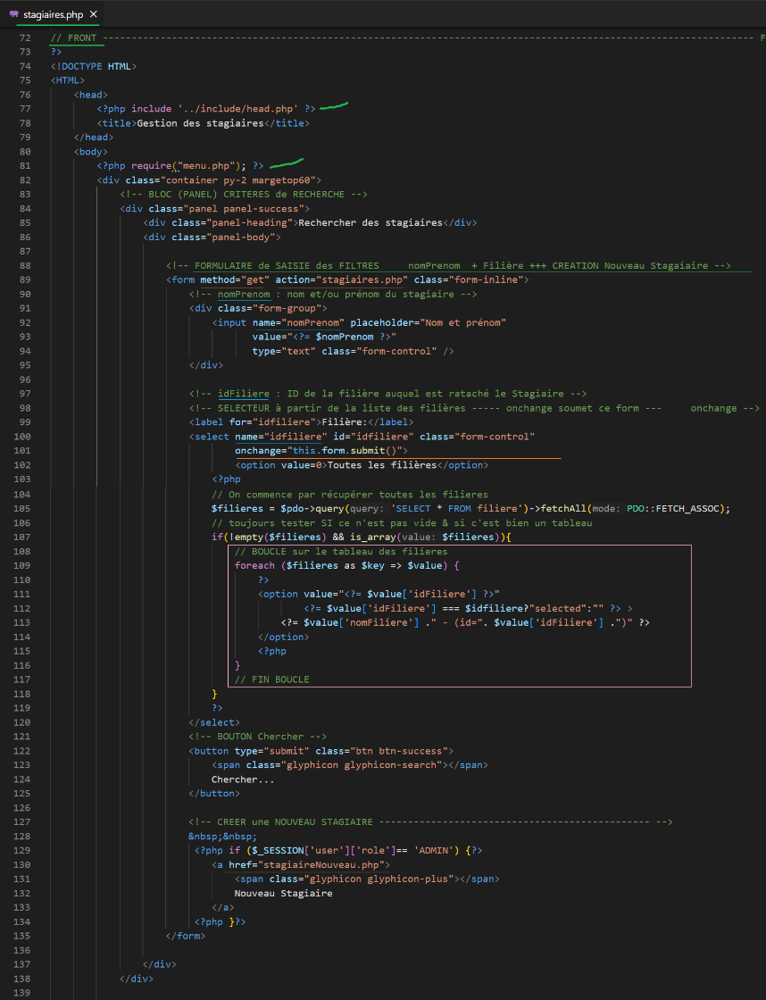 stagiaires.php ×
72 // FRONT ---------------------------------------------------------------------------------------------------------------- F
73 ?>
74 <!DOCTYPE HTML>
75 <HTML>
76 <head>
77 <?php include '../include/head.php' ?>
78 <title>Gestion des stagiaires</title>
79 </head>
80 <body>
81 <?php require("menu.php"); ?>
82 <div class="container py-2 margetop60">
83 <!-- BLOC (PANEL) CRITERES de RECHERCHE -->
84 <div class="panel panel-success">
85 <div class="panel-heading">Rechercher des stagiaires</div>
86 <div class="panel-body">
87
88 <!-- FORMULAIRE de SAISIE des FILTRES     nomPrenom  + Filière +++ CREATION Nouveau Stagaiaire -->
89 <form method="get" action="stagiaires.php" class="form-inline">
90 <!-- nomPrenom : nom et/ou prénom du stagiaire -->
91 <div class="form-group">
92 <input name="nomPrenom" placeholder="Nom et prénom"
93 value="<?= $nomPrenom ?>"
94 type="text" class="form-control" />
95 </div>
96
97 <!-- idFiliere : ID de la filière auquel est rataché le Stagiaire -->
98 <!-- SELECTEUR à partir de la liste des filières ----- onchange soumet ce form ---     onchange -->
99 <label for="idfiliere">Filière:</label>
100 <select name="idfiliere" id="idfiliere" class="form-control"
101 onchange="this.form.submit()">
102 <option value=0>Toutes les filières</option>
103 <?php
104 // On commence par récupérer toutes les filieres
105 $filieres = $pdo->query(query: 'SELECT * FROM filiere')->fetchAll(mode: PDO::FETCH_ASSOC);
106 // toujours tester SI ce n'est pas vide & si c'est bien un tableau
107 if(!empty($filieres) && is_array(value: $filieres)){
108 // BOUCLE sur le tableau des filieres
109 foreach ($filieres as $key => $value) {
110 ?>
111 <option value="<?= $value['idFiliere'] ?>"
112 <?= $value['idFiliere'] === $idfiliere?"selected":"" ?> >
113 <?= $value['nomFiliere'] ." - (id=". $value['idFiliere'] .")" ?>
114 </option>
115 <?php
116 }
117 // FIN BOUCLE
118 }
119 ?>
120 </select>
121 <!-- BOUTON Chercher -->
122 <button type="submit" class="btn btn-success">
123 <span class="glyphicon glyphicon-search"></span>
124 Chercher...
125 </button>
126
127 <!-- CREER une NOUVEAU STAGIAIRE ----------------------------------------------- -->
128 &nbsp;&nbsp;
129 <?php if ($_SESSION['user']['role']== 'ADMIN') {?>
130 <a href="stagiaireNouveau.php">
131 <span class="glyphicon glyphicon-plus"></span>
132 Nouveau Stagiaire
133 </a>
134 <?php }?>
135 </form>
136
137 </div>
138 </div>
139